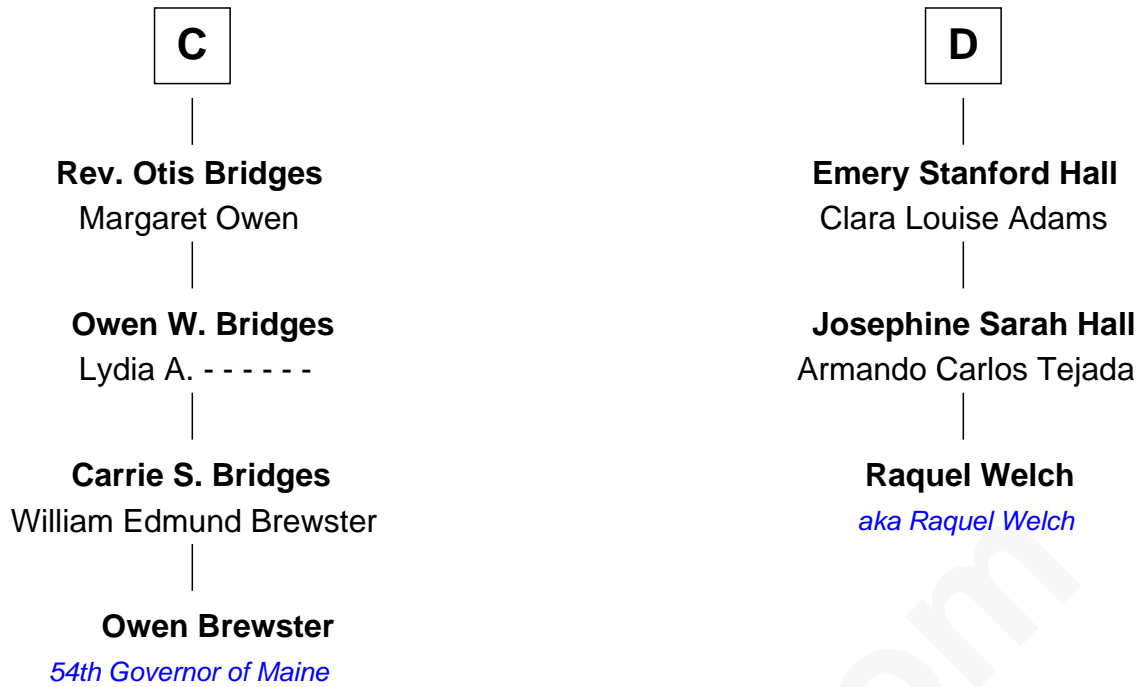 C
Rev. Otis Bridges
Margaret Owen
Owen W. Bridges
Lydia A. - - - - - -
Carrie S. Bridges
William Edmund Brewster
Owen Brewster
54th Governor of Maine
D
Emery Stanford Hall
Clara Louise Adams
Josephine Sarah Hall
Armando Carlos Tejada
Raquel Welch
aka Raquel Welch